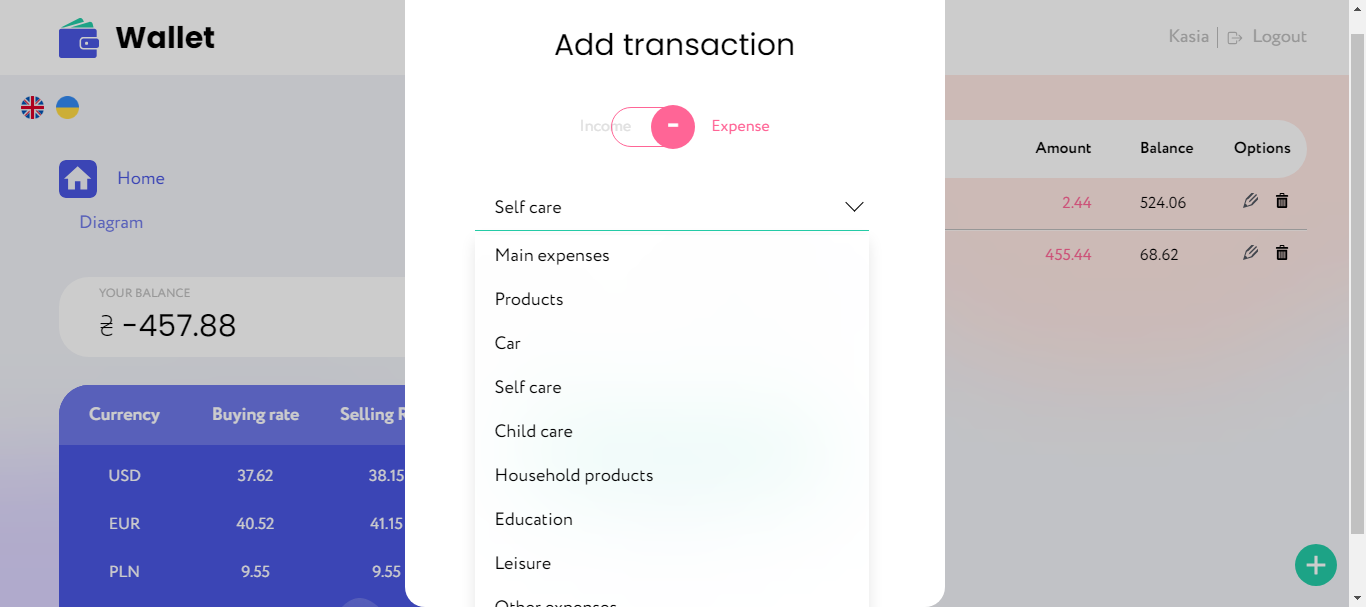 Wallet
Kasia
Logout
Add transaction
Income
-
Expense
Home
Diagram
YOUR BALANCE
₴ -457.88
Currency Buying rate Selling R
USD 37.62 38.15
EUR 40.52 41.15
PLN 9.55 9.55
Self care
Main expenses
Products
Car
Self care
Child care
Household products
Education
Leisure
Other expenses
Amount Balance Options
2.44 524.06
455.44 68.62
+